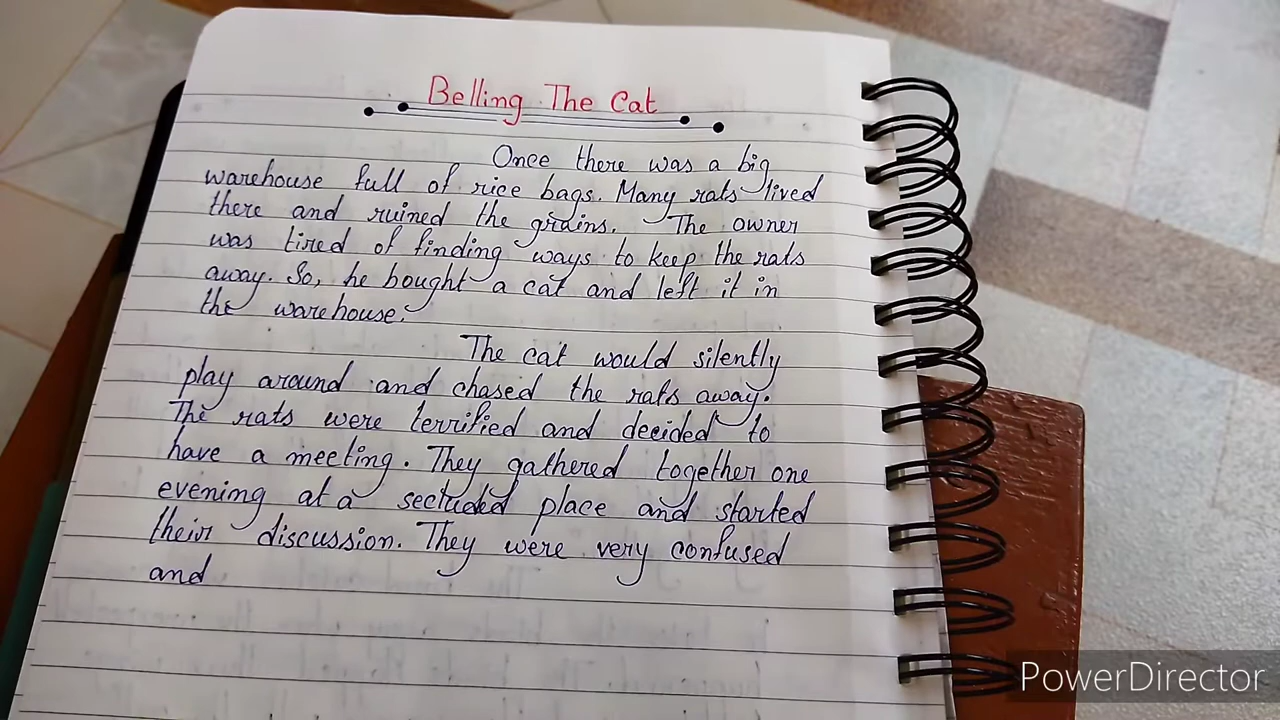 Belling The Cat
Once there was a big
warehouse full of rice bags. Many rats lived
there and ruined the grains. The owner
was tired of finding ways to keep the rats
away. So, he bought a cat and left it in
the warehouse.
The cat would silently
play around and chased the rats away.
The rats were terrified and decided to
have a meeting. They gathered together one
evening at a secluded place and started
their discussion. They were very confused
and
PowerDirector